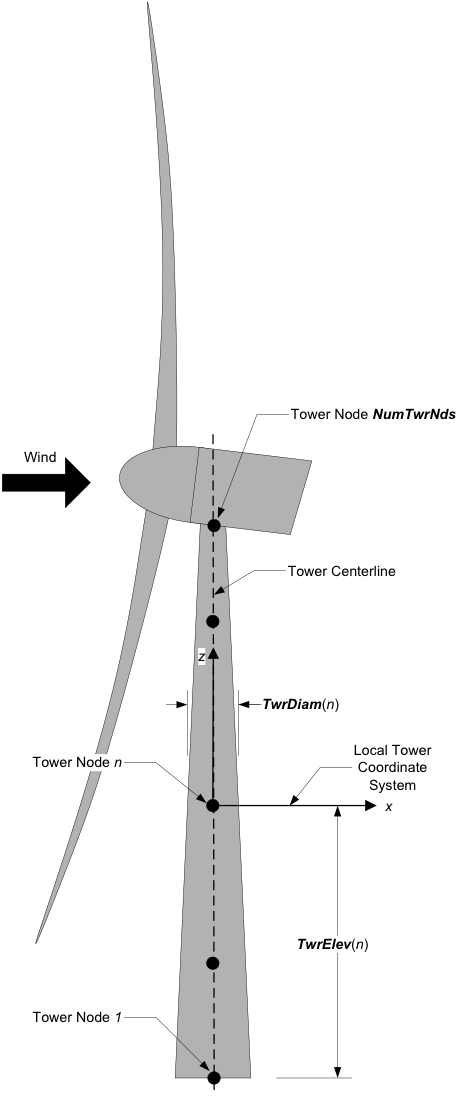 Tower Node NumTwrNds
Wind
Tower Centerline
z
TwrDiam(n)
Local Tower
Coordinate
System
Tower Node n
x
TwrElev(n)
Tower Node 1